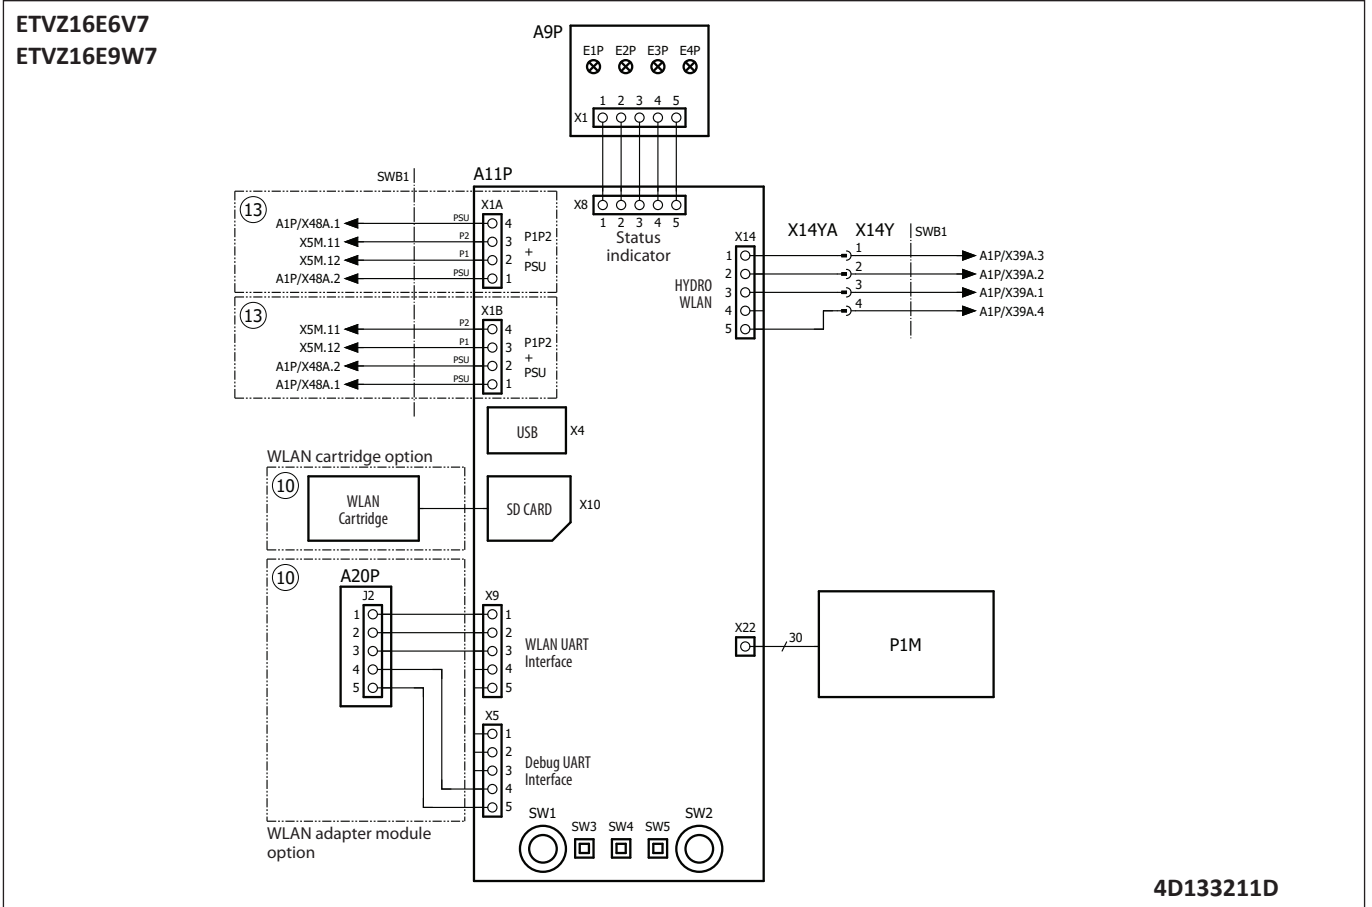 ETVZ16E6V7
ETVZ16E9W7
A9P
E1P E2P E3P E4P
1 2 3 4 5
X1
SWB1
A11P
X8
1 2 3 4 5
Status
indicator
13
X1A
A1P/X48A.1 PSU 4
X5M.11 P2 3
X5M.12 P1 2
A1P/X48A.2 PSU 1
P1P2
+
PSU
13
X1B
X5M.11 P2 4
X5M.12 P1 3
A1P/X48A.2 PSU 2
A1P/X48A.1 PSU 1
P1P2
+
PSU
X14 X14YA X14Y SWB1
1 1 A1P/X39A.3
2 2 A1P/X39A.2
3 3 A1P/X39A.1
4 4 A1P/X39A.4
5
HYDRO
WLAN
USB X4
WLAN cartridge option
10
WLAN
Cartridge
SD CARD X10
10
A20P
J2
1
2
3
4
5
X9
1
2
3
4
5
WLAN UART
Interface
X22
30
P1M
X5
1
2
3
4
5
Debug UART
Interface
WLAN adapter module
option
SW1 SW3 SW4 SW5 SW2
4D133211D